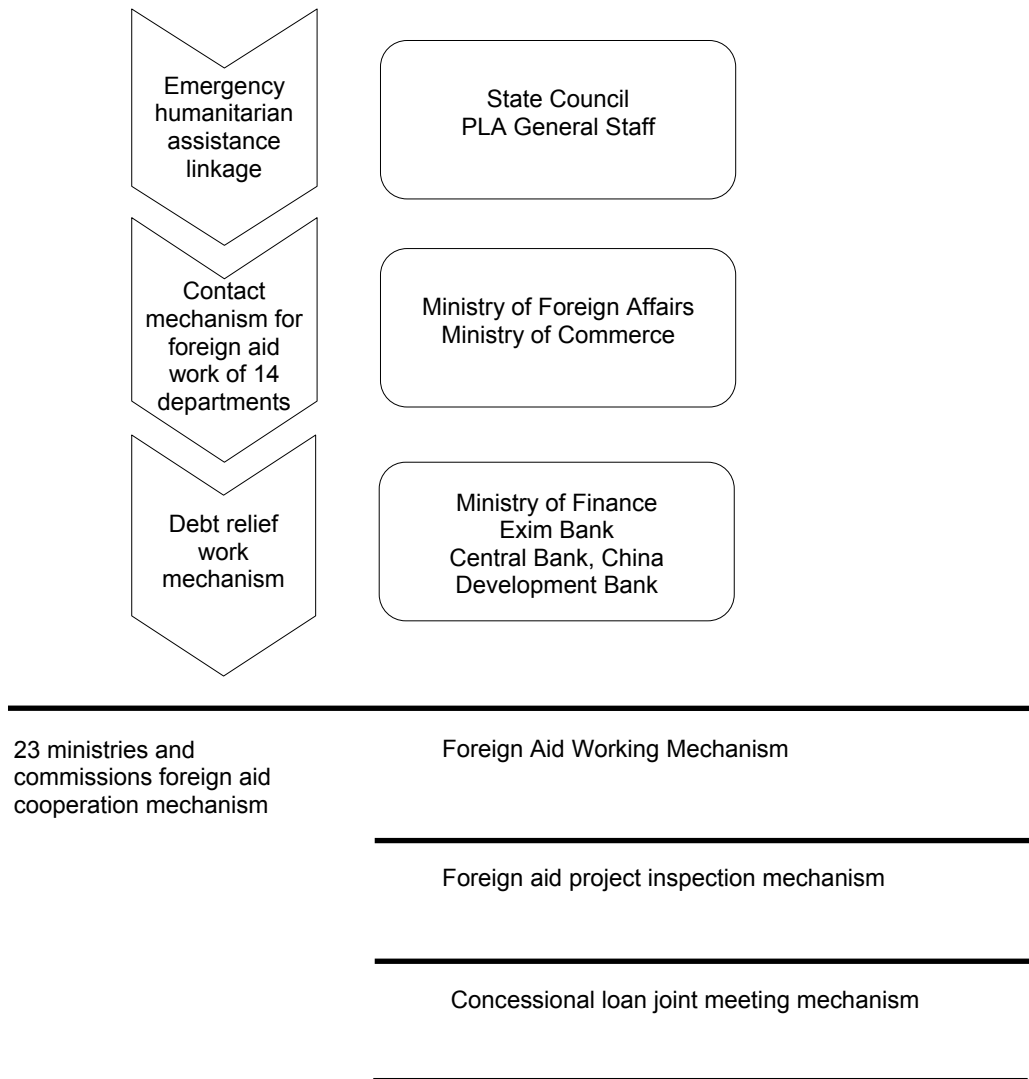 Emergency
humanitarian
assistance
linkage
State Council
PLA General Staff
Contact
mechanism for
foreign aid
work of 14
departments
Ministry of Foreign Affairs
Ministry of Commerce
Debt relief
work
mechanism
Ministry of Finance
Exim Bank
Central Bank, China
Development Bank
23 ministries and
commissions foreign aid
cooperation mechanism
Foreign Aid Working Mechanism
Foreign aid project inspection mechanism
Concessional loan joint meeting mechanism